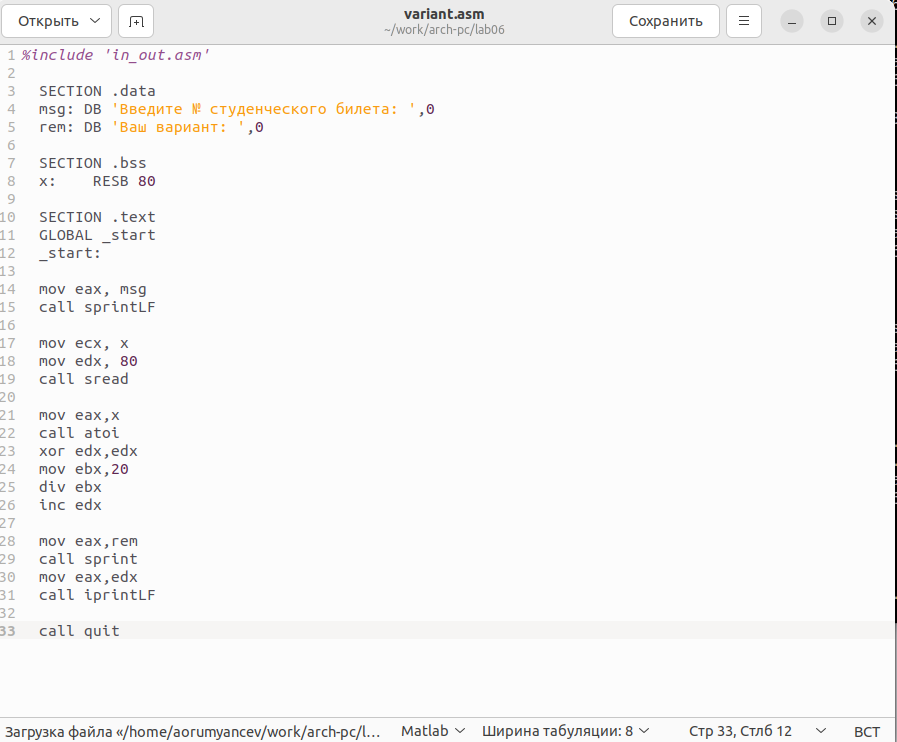 Открыть
variant.asm
~/work/arch-pc/lab06
Сохранить
1 %include 'in_out.asm'
2
3 SECTION .data
4 msg: DB 'Введите № студенческого билета: ',0
5 rem: DB 'Ваш вариант: ',0
6
7 SECTION .bss
8 x: RESB 80
9
10 SECTION .text
11 GLOBAL _start
12 _start:
13
14 mov eax, msg
15 call sprintLF
16
17 mov ecx, x
18 mov edx, 80
19 call sread
20
21 mov eax,x
22 call atoi
23 xor edx,edx
24 mov ebx,20
25 div ebx
26 inc edx
27
28 mov eax,rem
29 call sprint
30 mov eax,edx
31 call iprintLF
32
33 call quit
Загрузка файла «/home/aorumyancev/work/arch-pc/l... Matlab Ширина табуляции: 8 Стр 33, Стлб 12 ВСТ